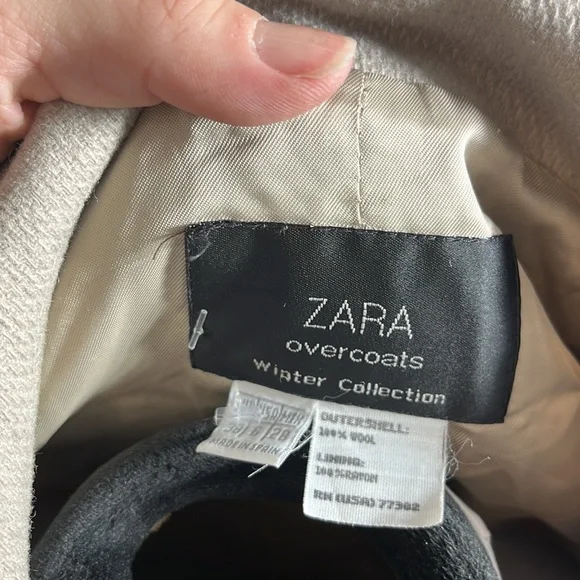 ZARA
overcoats
Winter Collection
MADE IN SPAIN
OUTERSHELL:
100% WOOL
LINING:
100% RAYON
RN (USA) 77302